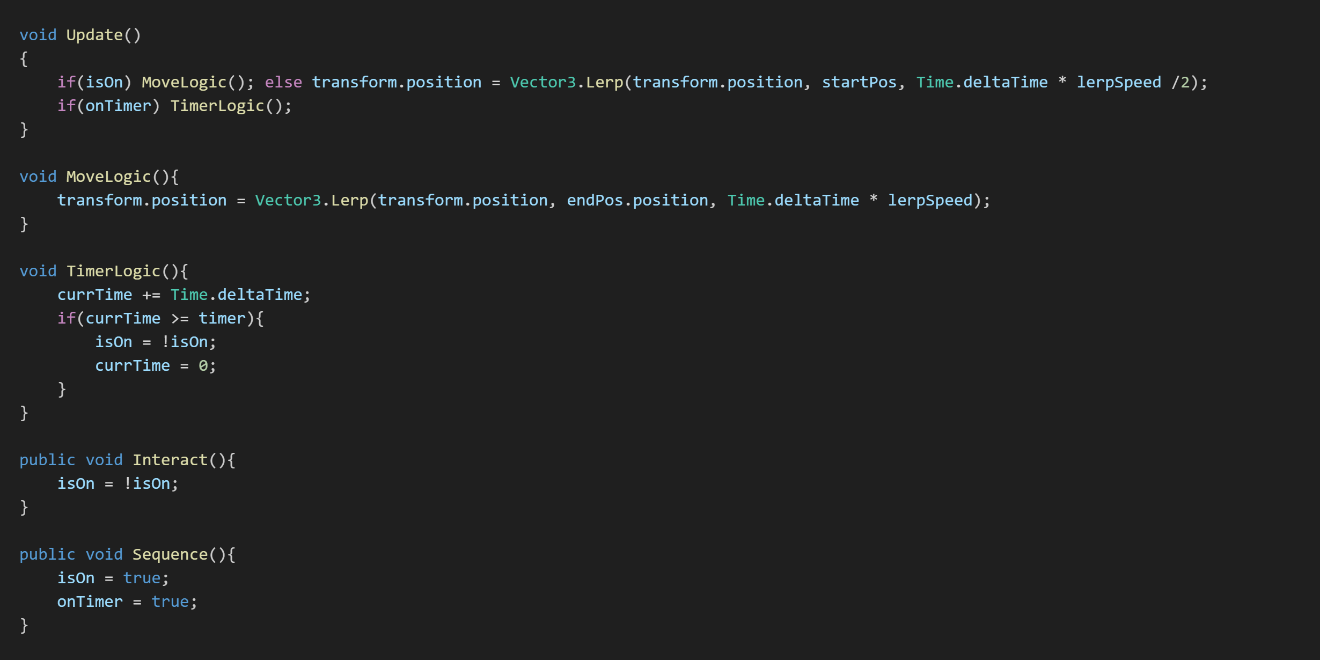 void Update()
{
    if(isOn) MoveLogic(); else transform.position = Vector3.Lerp(transform.position, startPos, Time.deltaTime * lerpSpeed /2);
    if(onTimer) TimerLogic();
}

void MoveLogic(){
    transform.position = Vector3.Lerp(transform.position, endPos.position, Time.deltaTime * lerpSpeed);
}

void TimerLogic(){
    currTime += Time.deltaTime;
    if(currTime >= timer){
        isOn = !isOn;
        currTime = 0;
    }
}

public void Interact(){
    isOn = !isOn;
}

public void Sequence(){
    isOn = true;
    onTimer = true;
}